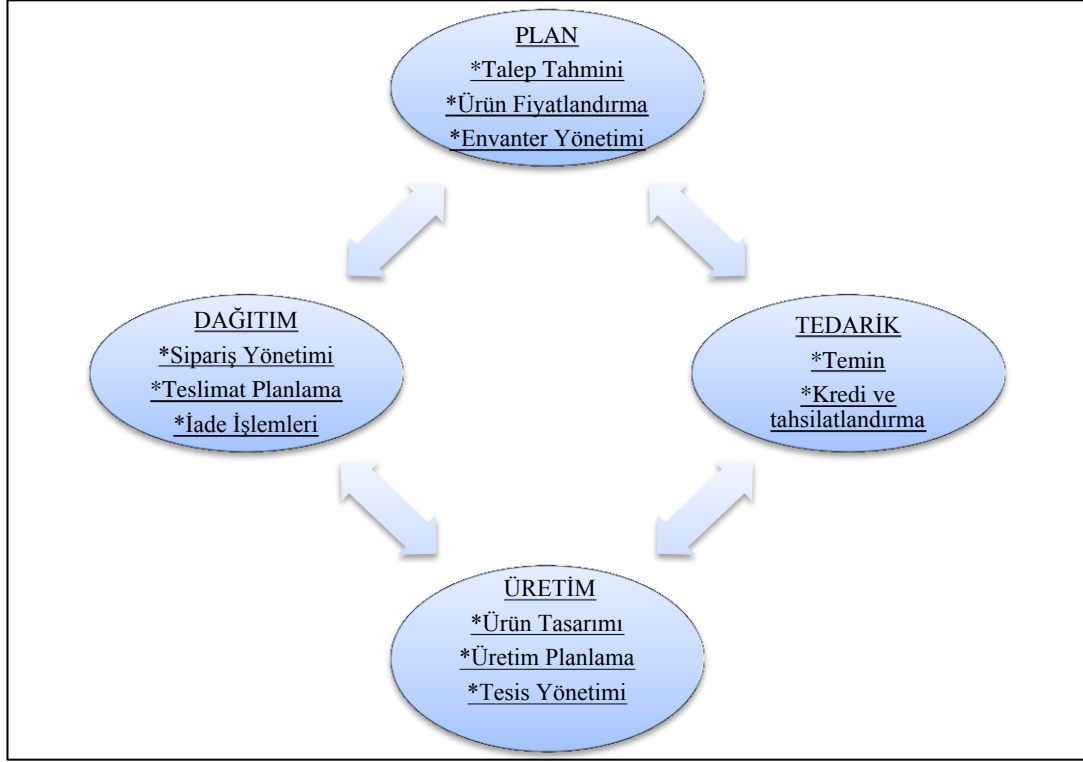 PLAN
*Talep Tahmini
*Ürün Fiyatlandırma
*Envanter Yönetimi
DAĞITIM
*Sipariş Yönetimi
*Teslimat Planlama
*İade İşlemleri
TEDARİK
*Temin
*Kredi ve
tahsilatlandırma
ÜRETİM
*Ürün Tasarımı
*Üretim Planlama
*Tesis Yönetimi